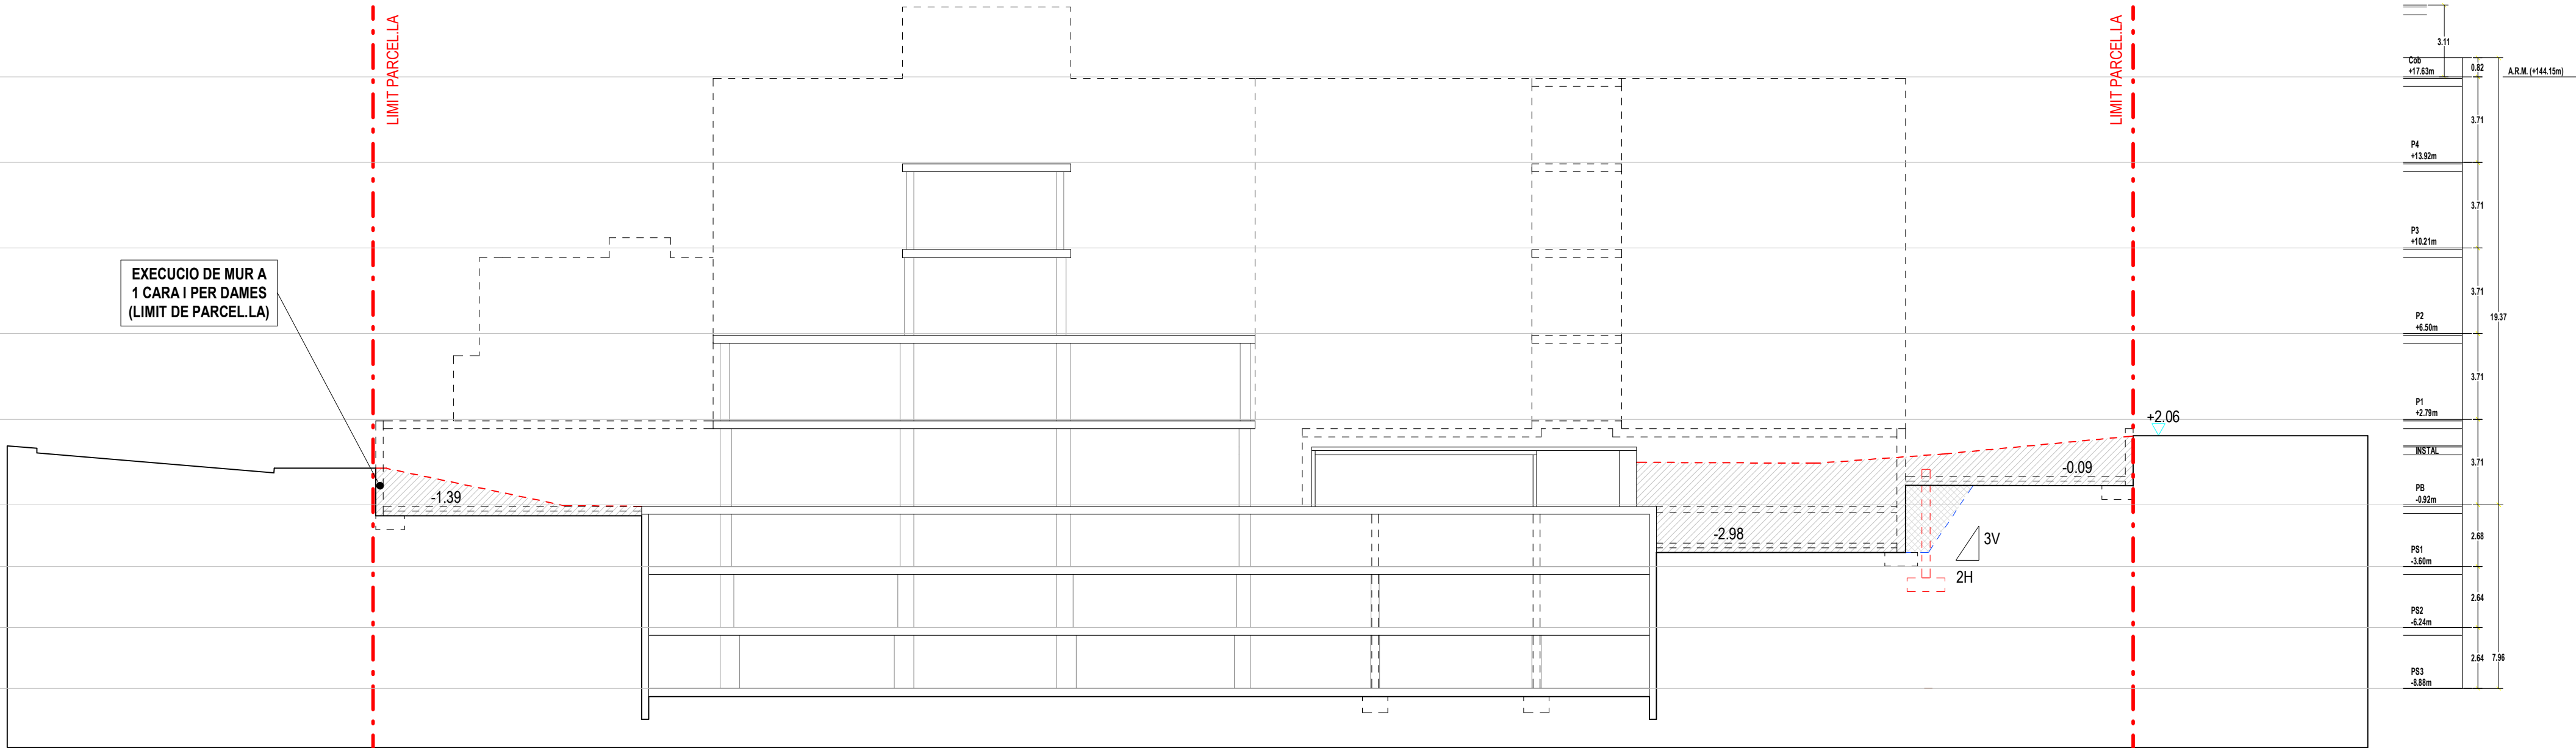 LIMIT PARCEL.LA
LIMIT PARCEL.LA
EXECUCIO DE MUR A
1 CARA I PER DAMES
(LIMIT DE PARCEL.LA)
-1.39
-2.98
-0.09
+2.06
3V
2H
3.11
Cob
+17.63m
0.82
A.R.M. (+144.15m)
3.71
P4
+13.92m
3.71
P3
+10.21m
3.71
P2
+6.50m
19.37
3.71
P1
+2.79m
INSTAL
3.71
PB
-0.92m
2.68
PS1
-3.60m
2.64
PS2
-6.24m
2.64
7.96
PS3
-8.88m